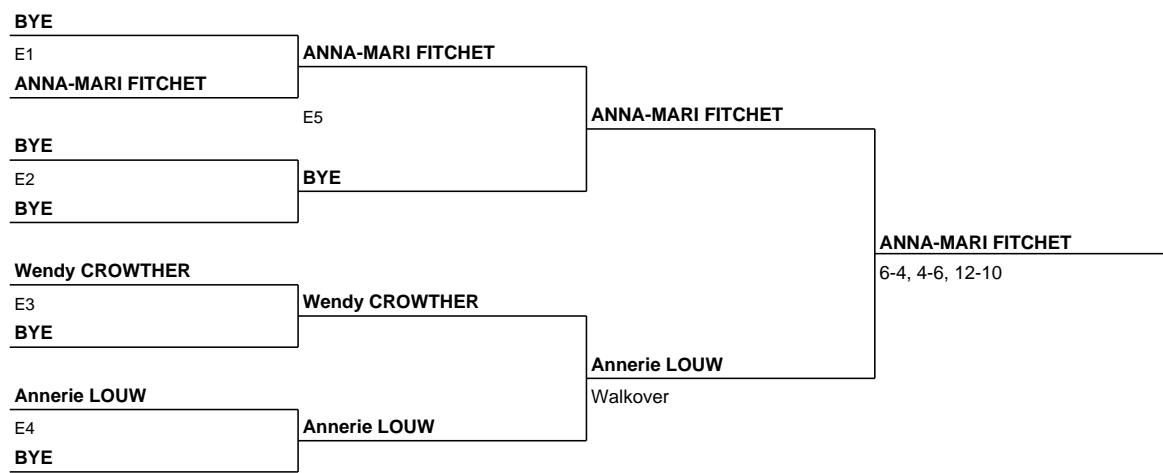 BYE
E1
ANNA-MARI FITCHET
ANNA-MARI FITCHET
E5
ANNA-MARI FITCHET
BYE
E2
BYE
BYE
ANNA-MARI FITCHET
6-4, 4-6, 12-10
Wendy CROWTHER
E3
Wendy CROWTHER
BYE
Annerie LOUW
Walkover
Annerie LOUW
E4
Annerie LOUW
BYE